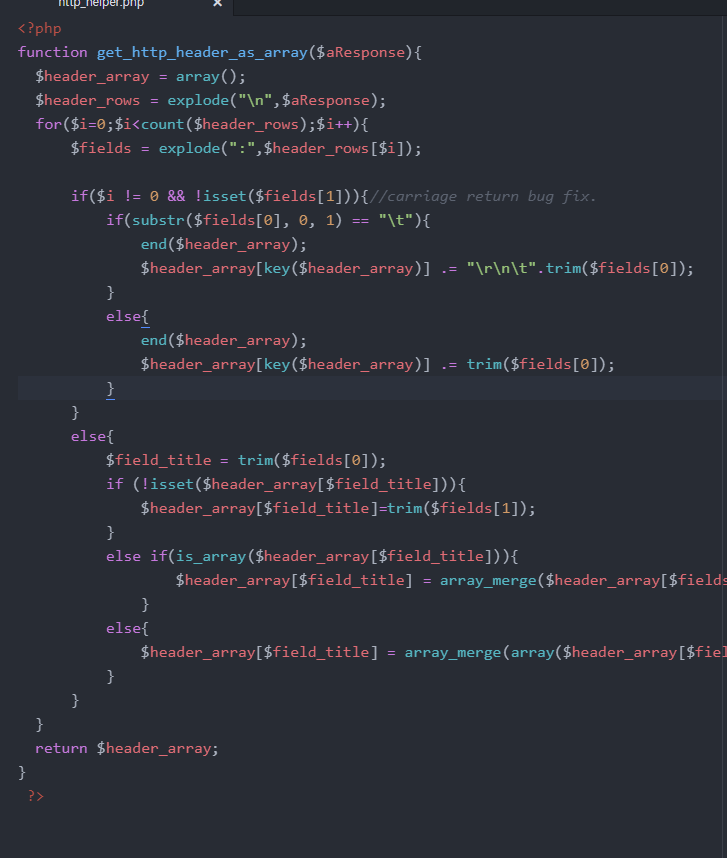 http_helper.php ×
<?php
function get_http_header_as_array($aResponse){
  $header_array = array();
  $header_rows = explode("\n",$aResponse);
  for($i=0;$i<count($header_rows);$i++){
      $fields = explode(":",$header_rows[$i]);
      if($i != 0 && !isset($fields[1])){//carriage return bug fix.
          if(substr($fields[0], 0, 1) == "\t"){
              end($header_array);
              $header_array[key($header_array)] .= "\r\n\t".trim($fields[0]);
          }
          else{
              end($header_array);
              $header_array[key($header_array)] .= trim($fields[0]);
          }
      }
      else{
          $field_title = trim($fields[0]);
          if (!isset($header_array[$field_title])){
              $header_array[$field_title]=trim($fields[1]);
          }
          else if(is_array($header_array[$field_title])){
                  $header_array[$field_title] = array_merge($header_array[$fields
              }
          else{
              $header_array[$field_title] = array_merge(array($header_array[$fiel
          }
      }
  }
  return $header_array;
}
 ?>